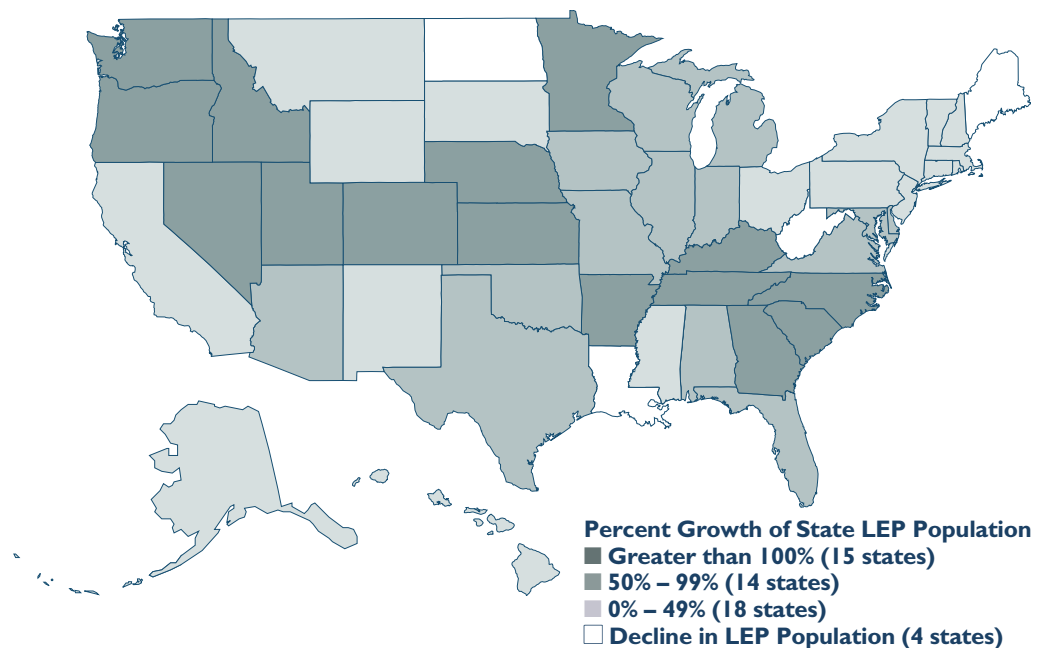 Percent Growth of State LEP Population
Greater than 100% (15 states)
50% – 99% (14 states)
0% – 49% (18 states)
Decline in LEP Population (4 states)